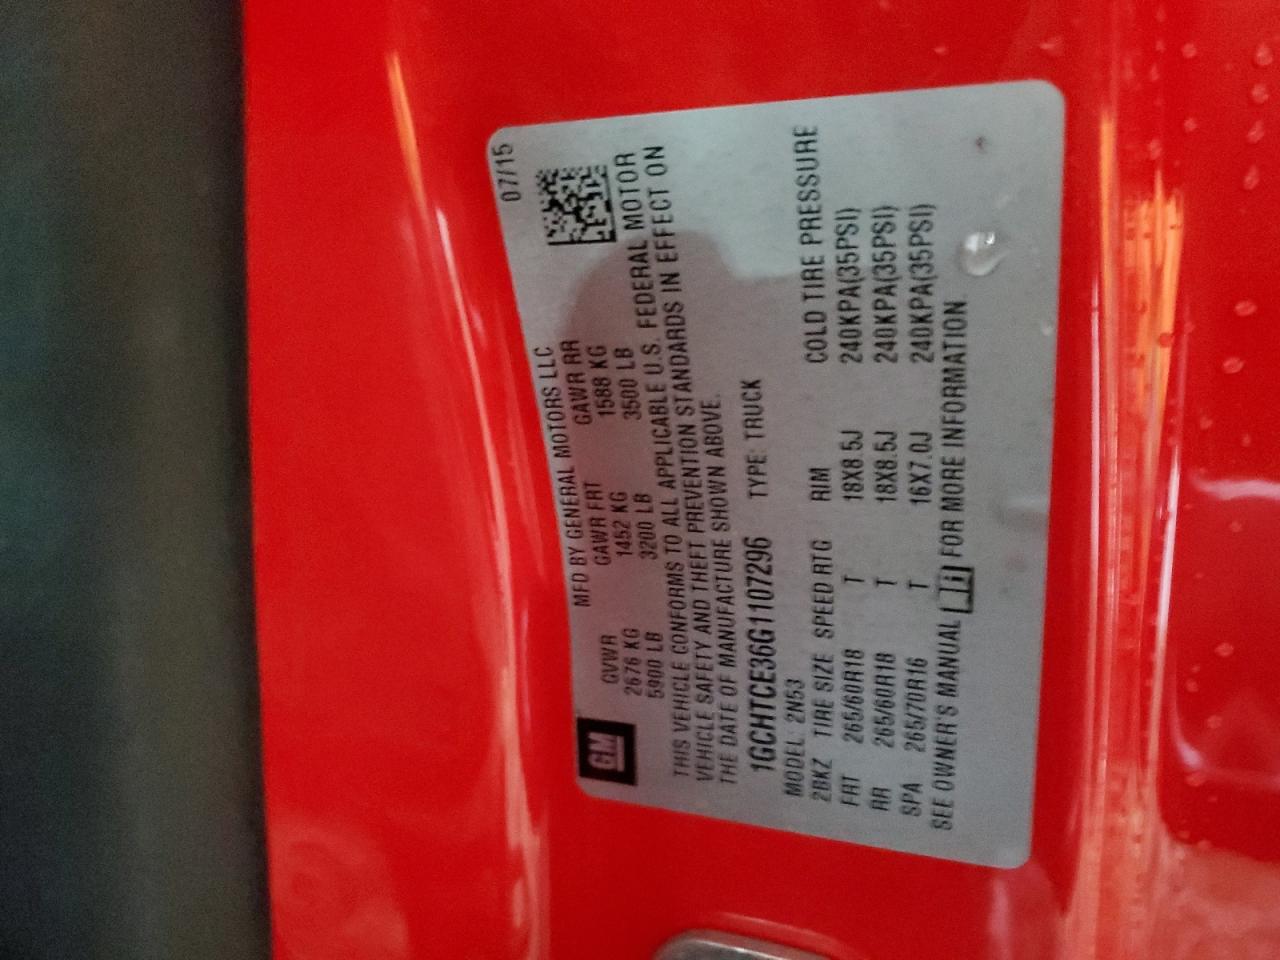 07/15
MFD BY GENERAL MOTORS LLC
GM
GVWR GAWR FRT GAWR RR
2676 KG 1452 KG 1588 KG
5900 LB 3200 LB 3500 LB
THIS VEHICLE CONFORMS TO ALL APPLICABLE U.S. FEDERAL MOTOR
VEHICLE SAFETY AND THEFT PREVENTION STANDARDS IN EFFECT ON
THE DATE OF MANUFACTURE SHOWN ABOVE.
1GCHTCE36G1107296 TYPE: TRUCK
MODEL: 2N53
2BKZ TIRE SIZE SPEED RTG RIM COLD TIRE PRESSURE
FRT 265/60R18 T 18X8.5J 240KPA(35PSI)
RR 265/60R18 T 18X8.5J 240KPA(35PSI)
SPA 265/70R16 T 16X7.0J 240KPA(35PSI)
SEE OWNER'S MANUAL FOR MORE INFORMATION.